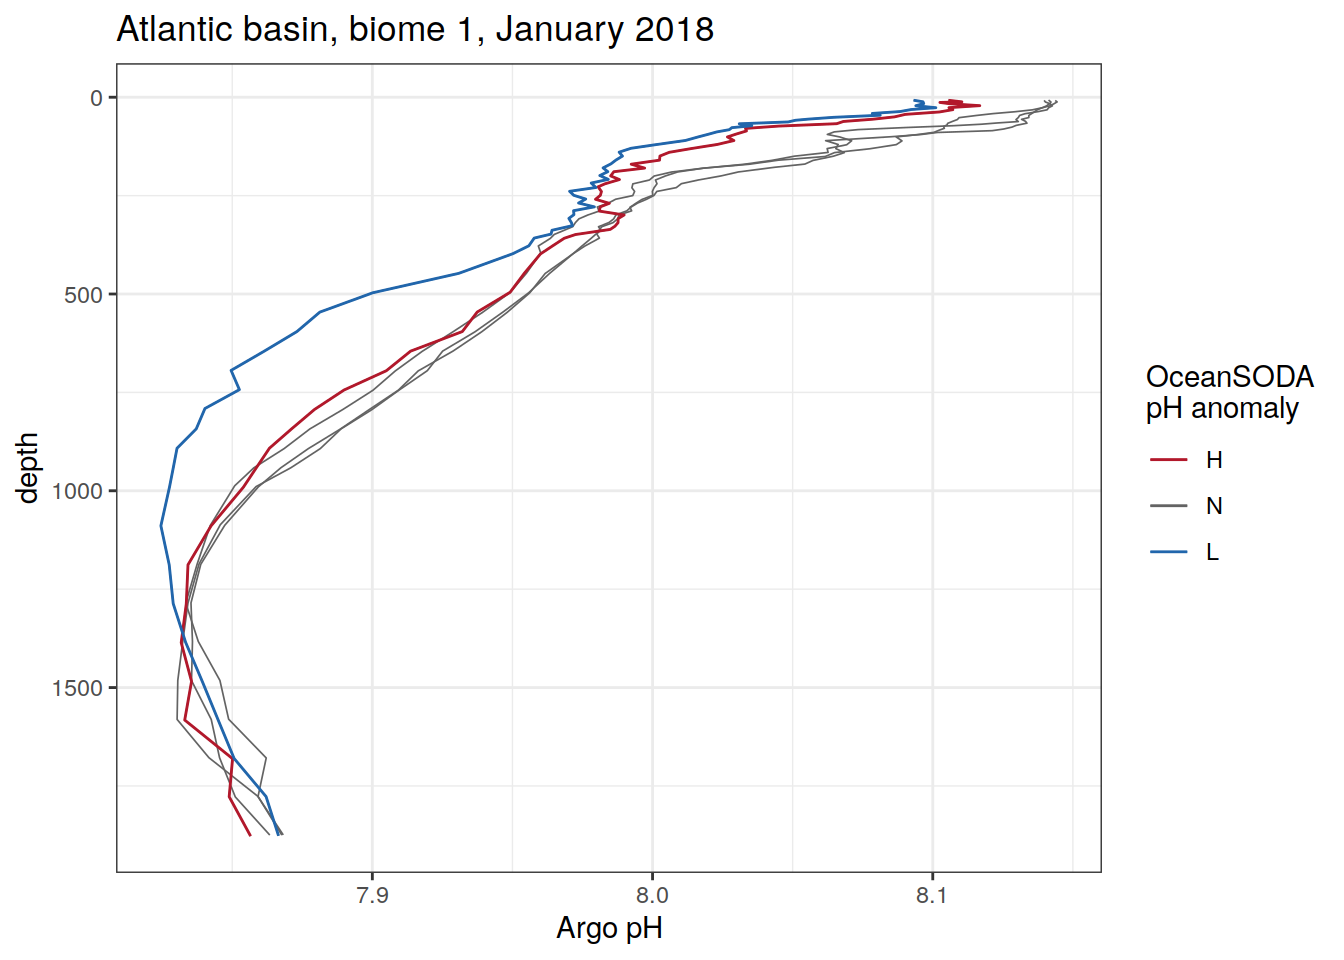 Atlantic basin, biome 1, January 2018
0
500
1000
1500
depth
7.9
8.0
8.1
Argo pH
OceanSODA
pH anomaly
H
N
L